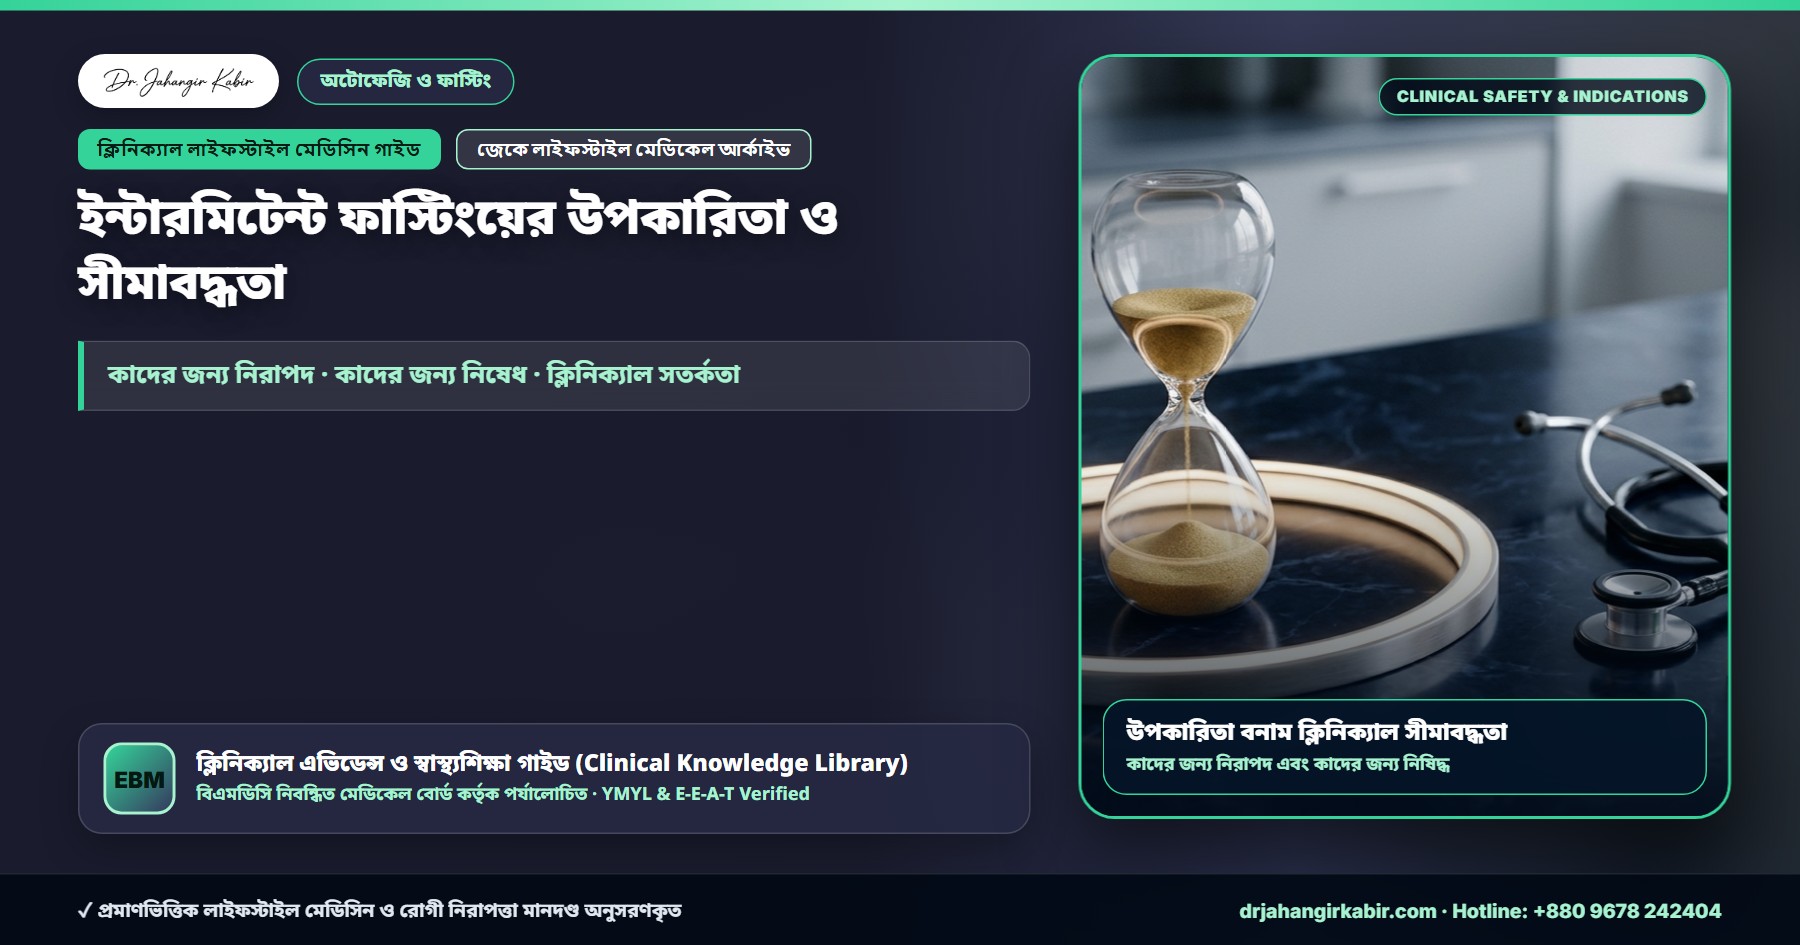 Dr. Jahangir Kabir
অটোফেজি ও ফাস্টিং
ক্লিনিক্যাল লাইফস্টাইল মেডিসিন গাইড
জেকে লাইফস্টাইল মেডিকেল আর্কাইভ
ইন্টারমিটেন্ট ফাস্টিংয়ের উপকারিতা ও
সীমাবদ্ধতা
কাদের জন্য নিরাপদ · কাদের জন্য নিষেধ · ক্লিনিক্যাল সতর্কতা
EBM
ক্লিনিক্যাল এভিডেন্স ও স্বাস্থ্যশিক্ষা গাইড (Clinical Knowledge Library)
বিএমডিসি নিবন্ধিত মেডিকেল বোর্ড কর্তৃক পর্যালোচিত · YMYL & E-E-A-T Verified
CLINICAL SAFETY & INDICATIONS
উপকারিতা বনাম ক্লিনিক্যাল সীমাবদ্ধতা
কাদের জন্য নিরাপদ এবং কাদের জন্য নিষিদ্ধ
✓ প্রমাণভিত্তিক লাইফস্টাইল মেডিসিন ও রোগী নিরাপত্তা মানদণ্ড অনুসরণকৃত
drjahangirkabir.com · Hotline: +880 9678 242404